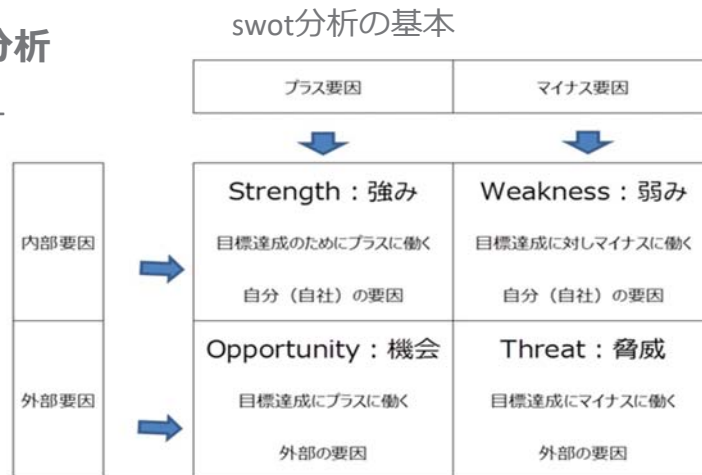 分析
swot分析の基本
プラス要因
マイナス要因
内部要因
Strength：強み
目標達成のためにプラスに働く
自分（自社）の要因
Weakness：弱み
目標達成に対しマイナスに働く
自分（自社）の要因
外部要因
Opportunity：機会
目標達成にプラスに働く
外部の要因
Threat：脅威
目標達成にマイナスに働く
外部の要因